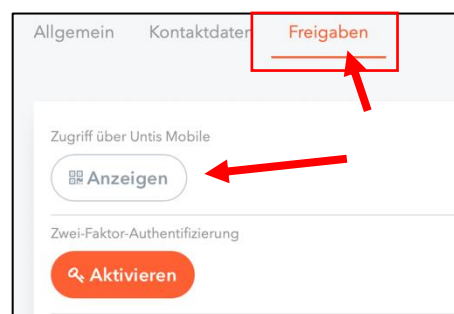 Allgemein Kontaktdaten Freigaben
Zugriff über Untis Mobile
Anzeigen
Zwei-Faktor-Authentifizierung
Aktivieren